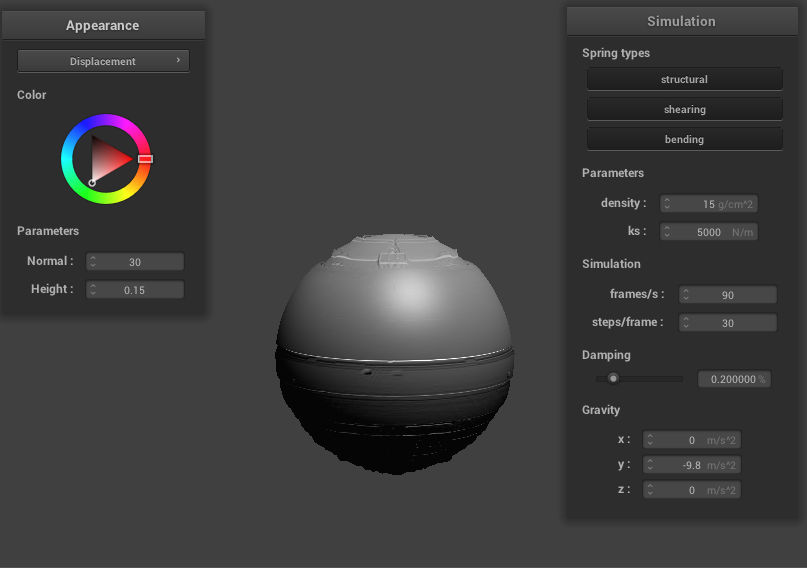 Appearance
Displacement
Color
Parameters
Normal : 30
Height : 0.15
Simulation
Spring types
structural
shearing
bending
Parameters
density : 15 g/cm^2
ks : 5000 N/m
Simulation
frames/s : 90
steps/frame : 30
Damping
0.200000 %
Gravity
x : 0 m/s^2
y : -9.8 m/s^2
z : 0 m/s^2